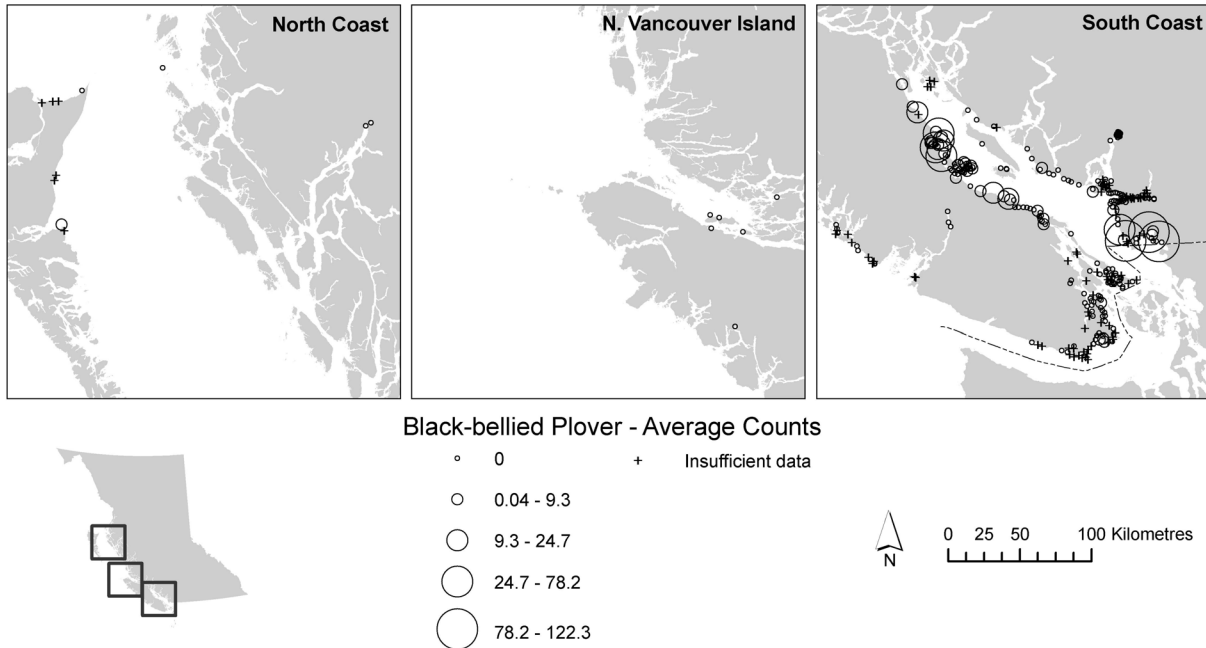 North Coast
N. Vancouver Island
South Coast
Black-bellied Plover - Average Counts
0
+ Insufficient data
0.04 - 9.3
9.3 - 24.7
24.7 - 78.2
78.2 - 122.3
N
0 25 50 100 Kilometres